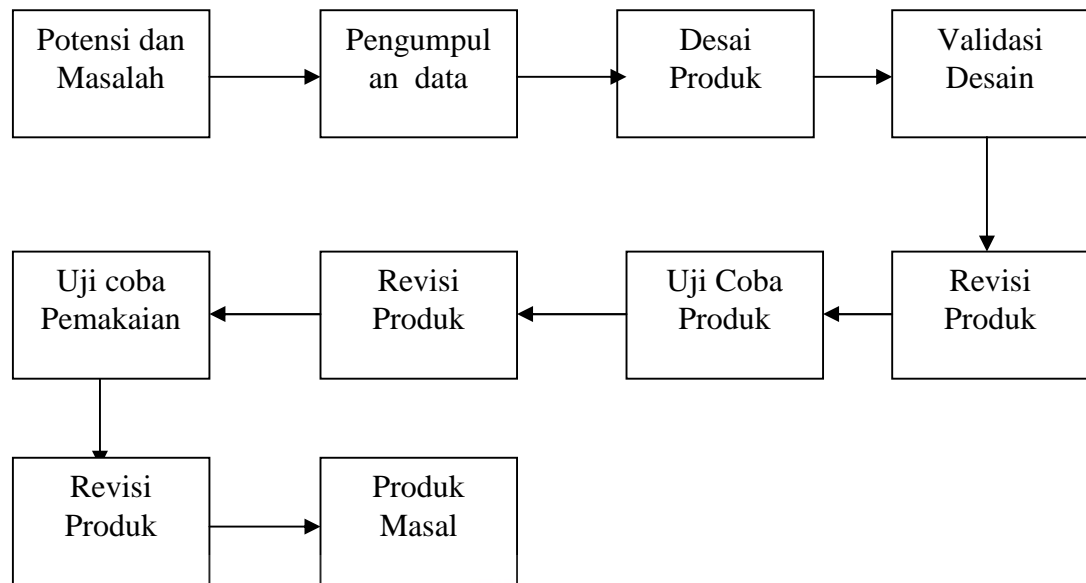 Potensi dan
Masalah
Pengumpul
an data
Desai
Produk
Validasi
Desain
Uji coba
Pemakaian
Revisi
Produk
Uji Coba
Produk
Revisi
Produk
Revisi
Produk
Produk
Masal